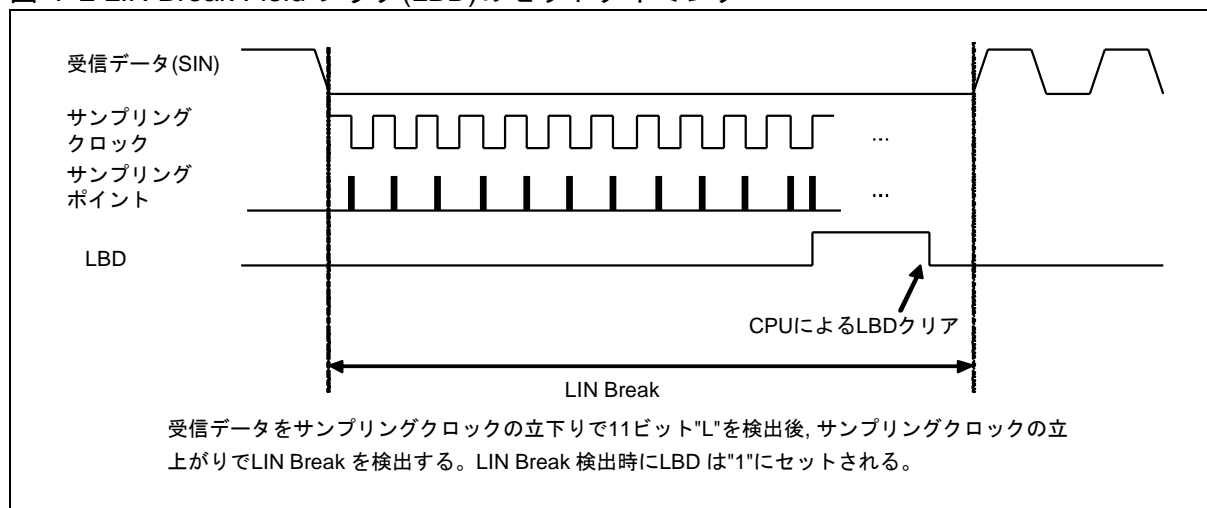 受信データ(SIN)
サンプリング
クロック
...
サンプリング
ポイント
...
LBD
CPUによるLBDクリア
LIN Break
受信データをサンプリングクロックの立下りで11ビット"L"を検出後, サンプリングクロックの立
上がりでLIN Break を検出する。LIN Break 検出時にLBD は"1"にセットされる。